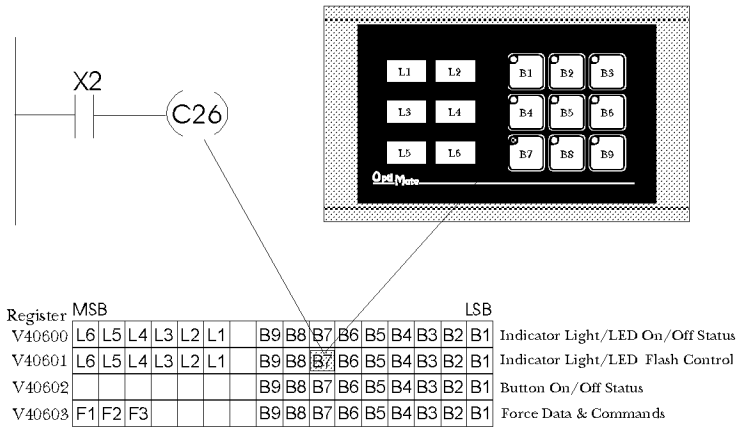 X2
C26
L1 L2 B1 B2 B3
L3 L4 B4 B5 B6
L5 L6 B7 B8 B9
Opti Mate
Register MSB LSB
V40600 L6 L5 L4 L3 L2 L1 B9 B8 B7 B6 B5 B4 B3 B2 B1 Indicator Light/LED On/Off Status
V40601 L6 L5 L4 L3 L2 L1 B9 B8 B7 B6 B5 B4 B3 B2 B1 Indicator Light/LED Flash Control
V40602 B9 B8 B7 B6 B5 B4 B3 B2 B1 Button On/Off Status
V40603 F1 F2 F3 B9 B8 B7 B6 B5 B4 B3 B2 B1 Force Data & Commands